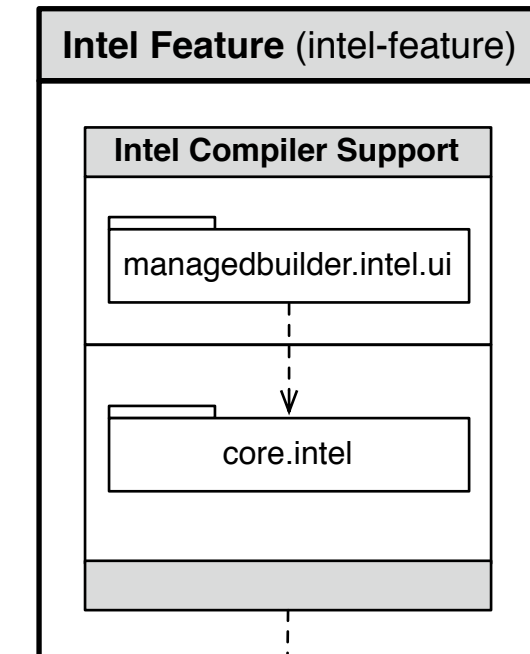 Intel Feature (intel-feature)
Intel Compiler Support
managedbuilder.intel.ui
core.intel